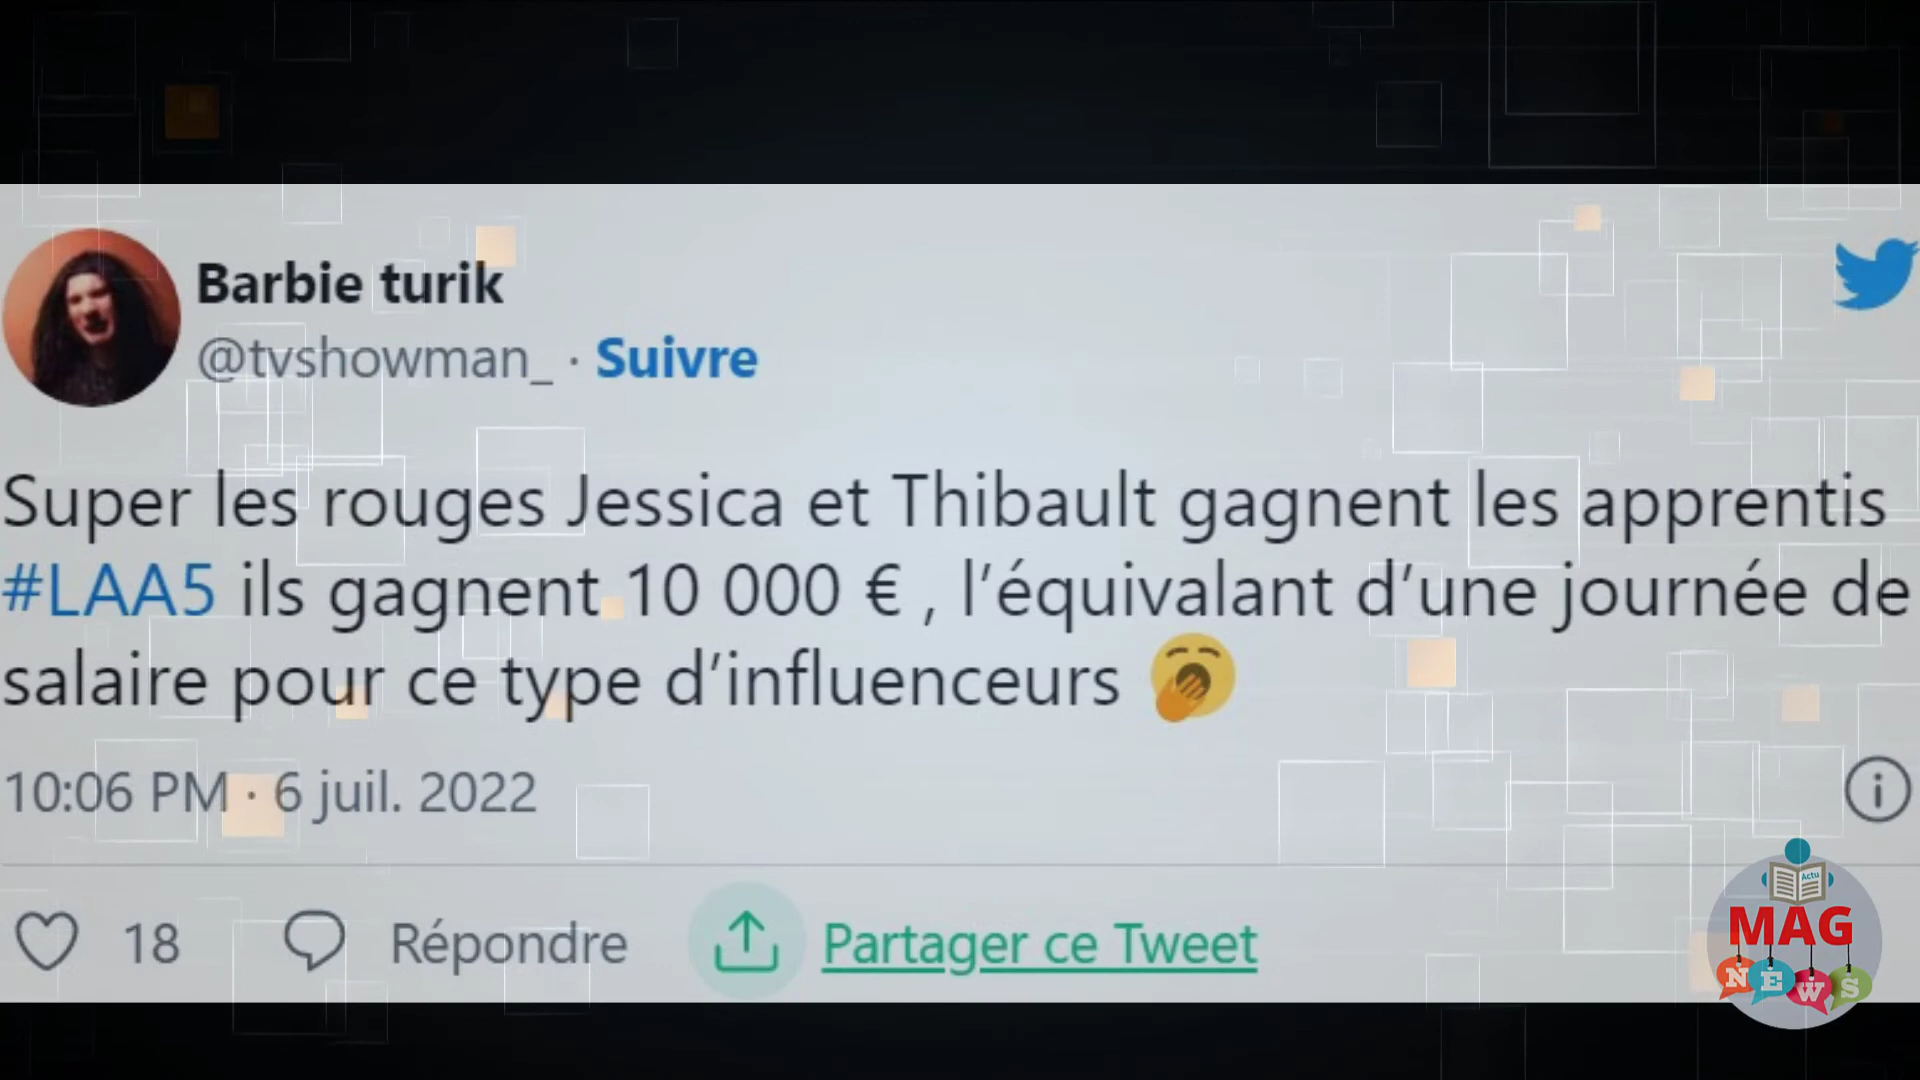 Barbie turik
@tvshowman_ · Suivre
Super les rouges Jessica et Thibault gagnent les apprentis
#LAA5 ils gagnent 10 000 € , l’équivalant d’une journée de
salaire pour ce type d’influenceurs 🥱
10:06 PM · 6 juil. 2022
18 Répondre Partager ce Tweet
Actu
MAG
NEWS